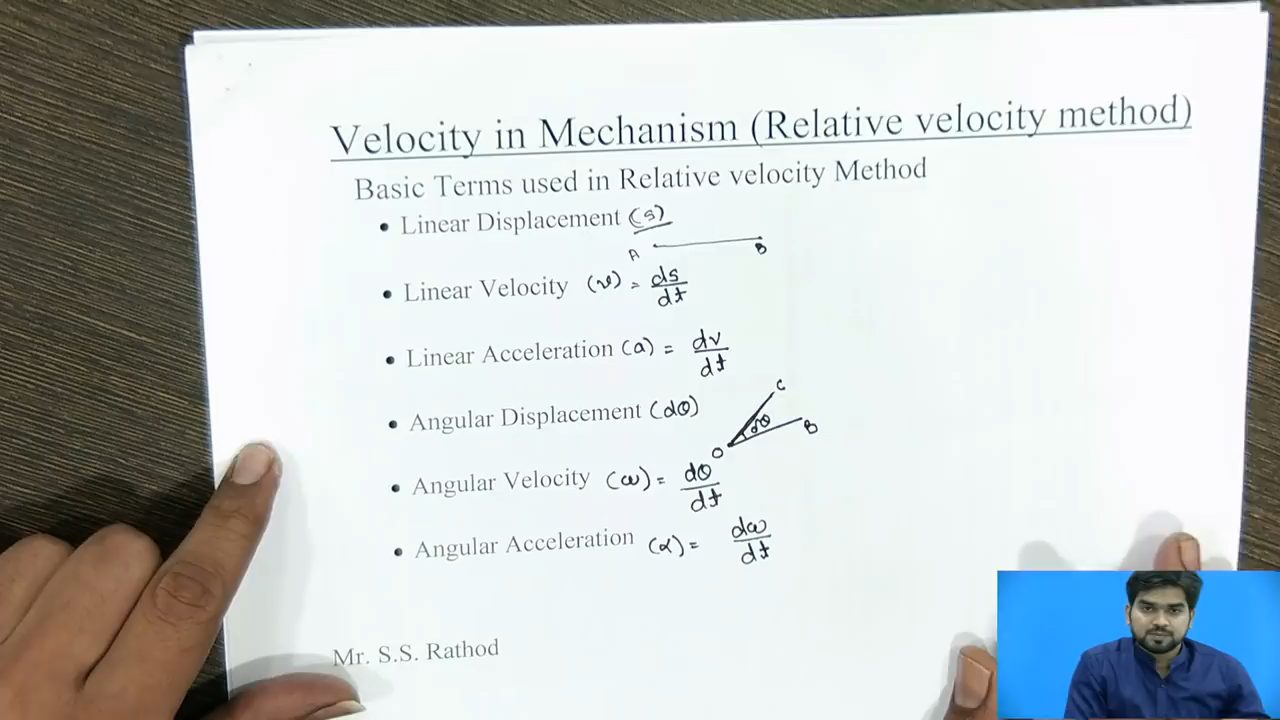 Velocity in Mechanism (Relative velocity method)
Basic Terms used in Relative velocity Method
• Linear Displacement (s)
A B
• Linear Velocity (v) = ds/dt
• Linear Acceleration (a) = dv/dt
• Angular Displacement (dθ)
C
dθ
B
O
• Angular Velocity (ω) = dθ/dt
• Angular Acceleration (α) = dω/dt
Mr. S.S. Rathod